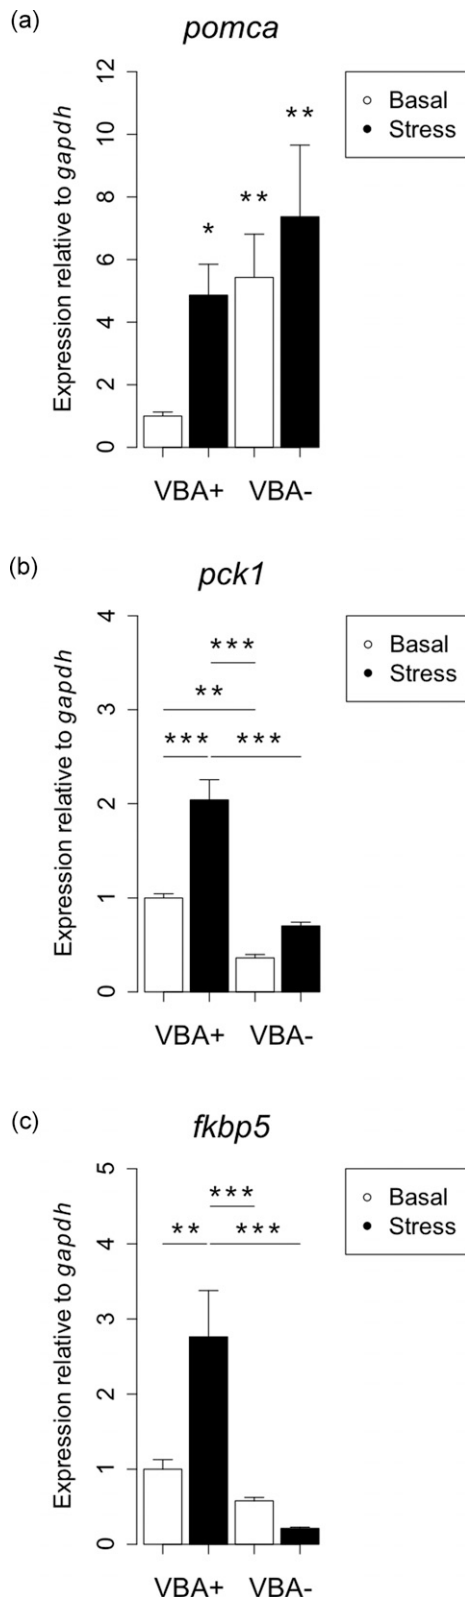 (a)
pomca
Expression relative to gapdh
0 2 4 6 8 10 12
* ** **
Basal
Stress
VBA+ VBA-
(b)
pck1
Expression relative to gapdh
0 1 2 3 4
***
**
*** ***
Basal
Stress
VBA+ VBA-
(c)
fkbp5
Expression relative to gapdh
0 1 2 3 4 5
***
** ***
Basal
Stress
VBA+ VBA-